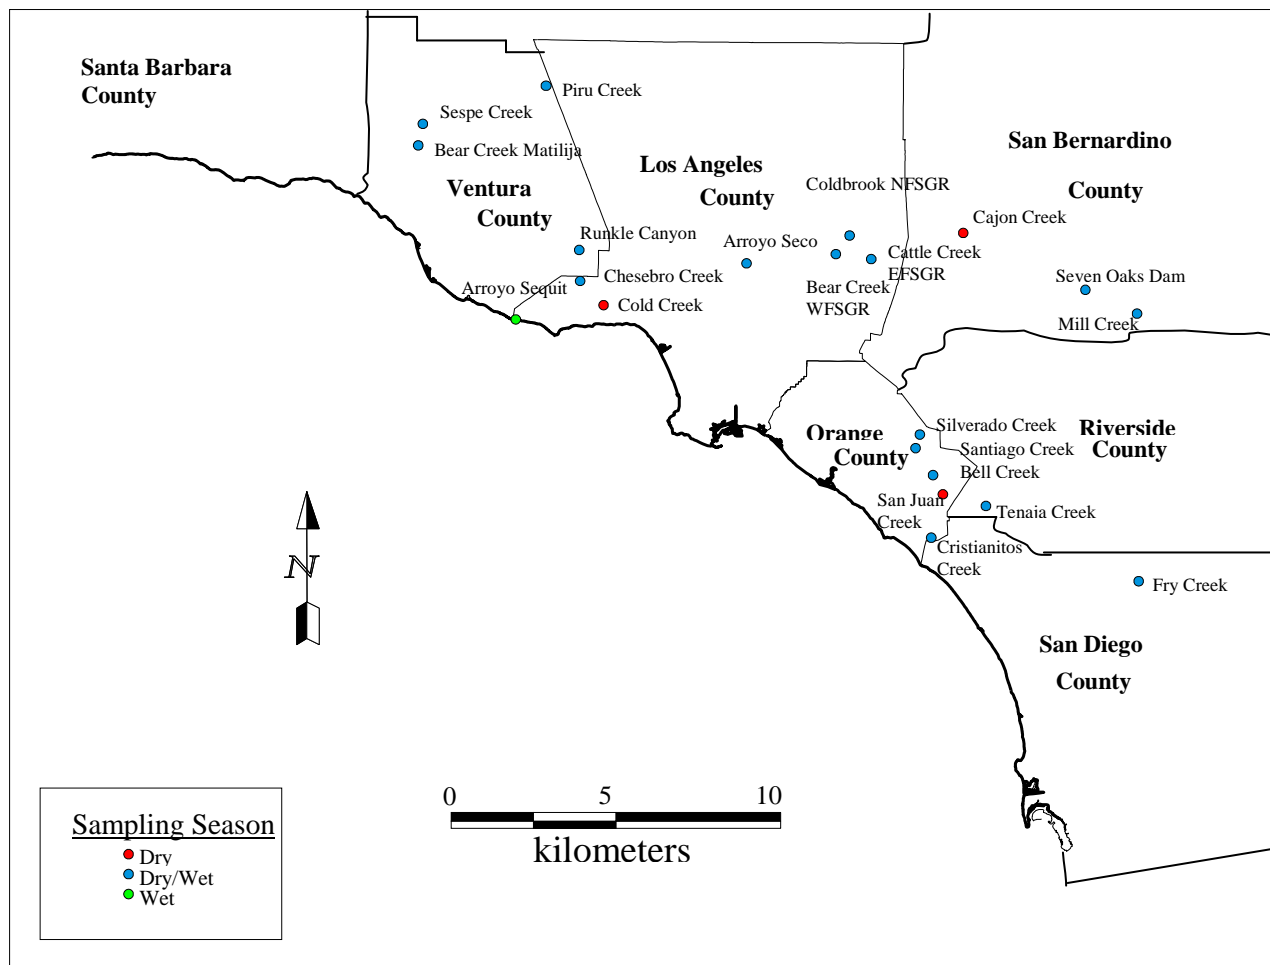 Santa Barbara
County
Piru Creek
Sespe Creek
Bear Creek Matilija
Ventura
County
Los Angeles
County
San Bernardino
County
Coldbrook NFSGR
Cajon Creek
Runkle Canyon
Arroyo Seco
Cattle Creek
EFSGR
Chesebro Creek
Arroyo Sequit
Bear Creek
WFSGR
Seven Oaks Dam
Cold Creek
Mill Creek
Orange
County
Silverado Creek
Santiago Creek
Bell Creek
Riverside
County
San Juan
Creek
Tenaia Creek
Cristianitos
Creek
Fry Creek
San Diego
County
N
0 5 10
kilometers
Sampling Season
Dry
Dry/Wet
Wet